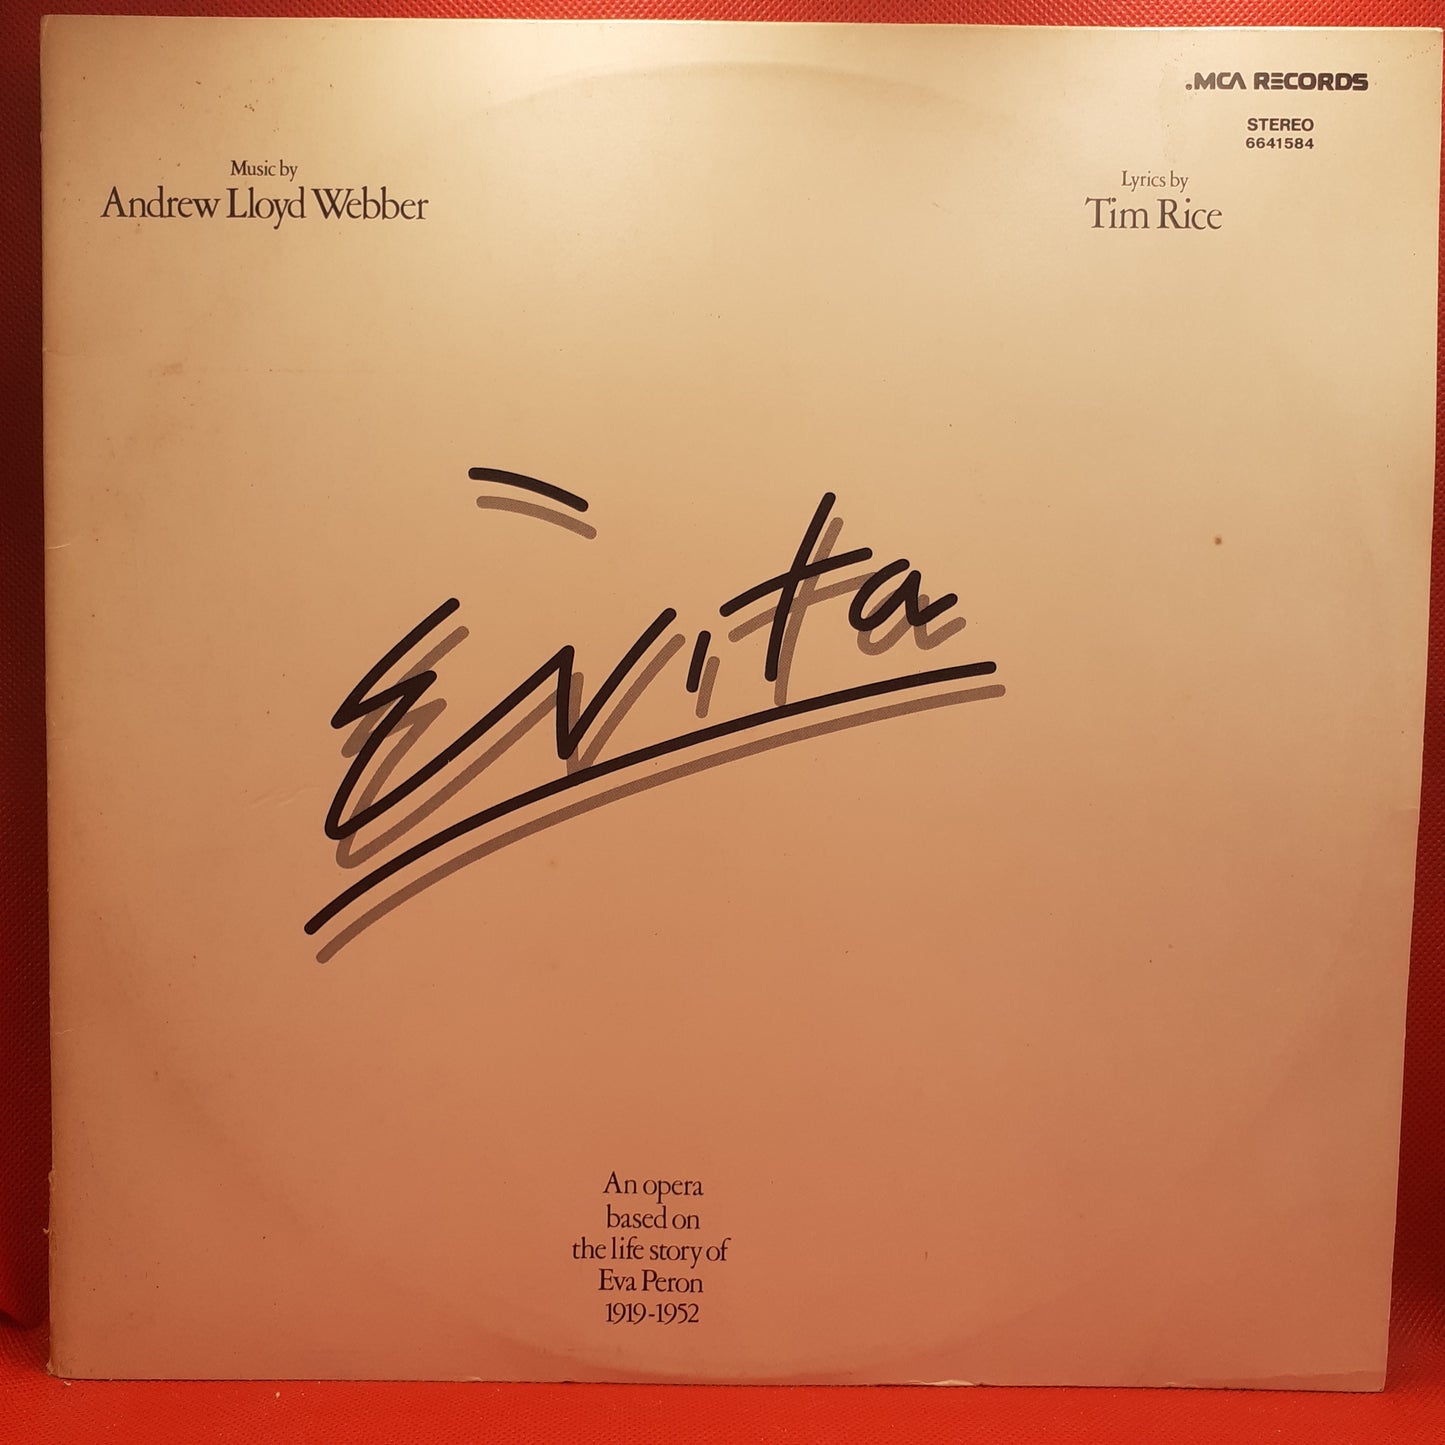 .MCA RECORDS
STEREO
6641584
Music by
Andrew Lloyd Webber
Lyrics by
Tim Rice
Evita
An opera
based on
the life story of
Eva Peron
1919-1952